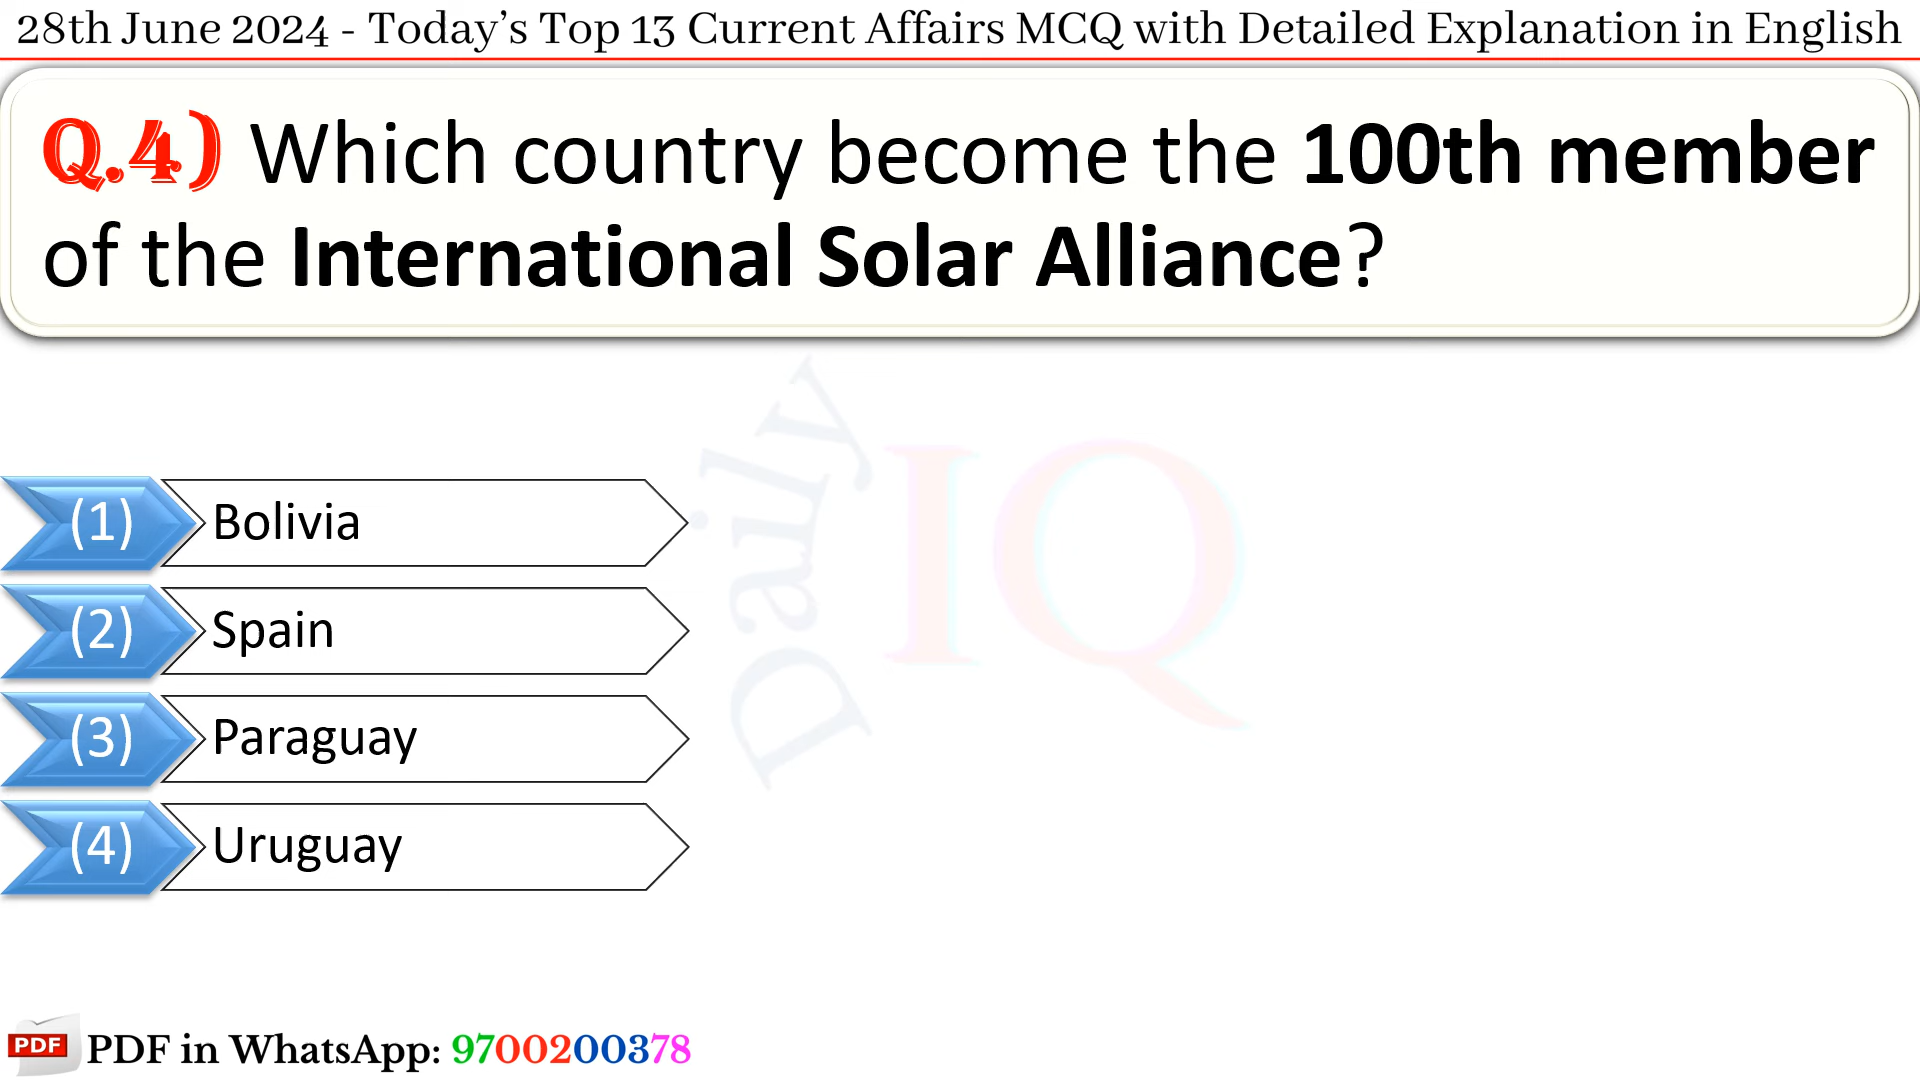 28th June 2024 - Today’s Top 13 Current Affairs MCQ with Detailed Explanation in English
Q.4) Which country become the 100th member
of the International Solar Alliance?
Daily IQ
(1) Bolivia
(2) Spain
(3) Paraguay
(4) Uruguay
PDF PDF in WhatsApp: 9700200378